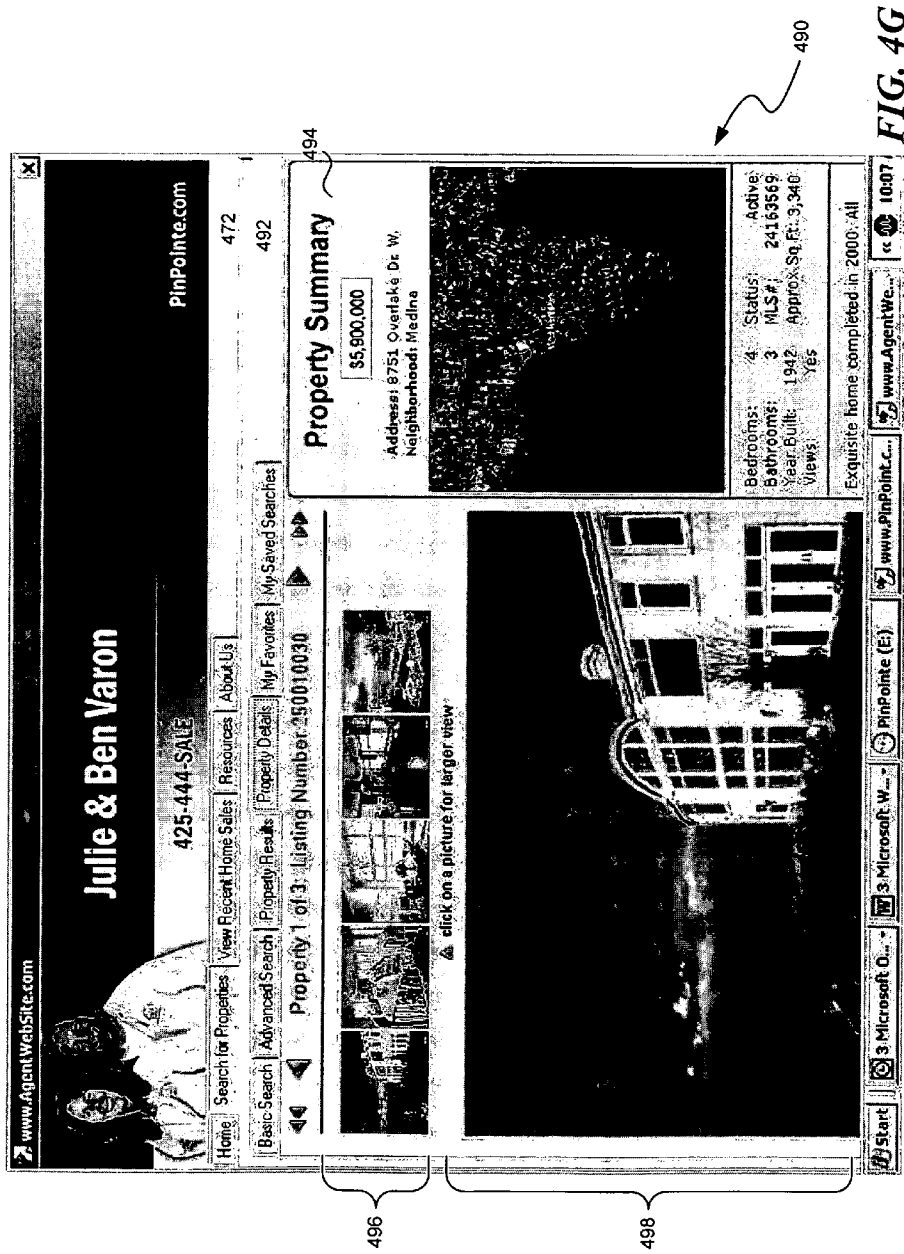 www.AgentWebSite.com
X
Julie & Ben Varon
425-444-SALE
PinPointe.com
Home Search for Properties View Recent Home Sales Resources About Us
472
Basic Search Advanced Search Property Results Property Details My Favorites My Saved Searches
492
Property 1 of 3: Listing Number 250010030
click on a picture for larger view
Property Summary
494
$5,900,000
Address: 8751 Overlake Dr. W.
Neighborhood: Medina
Bedrooms: 4 Status: Active
Bathrooms: 3 MLS#: 24163569
Year Built: 1942 Approx. Sq. Ft.: 3,340
Views: Yes
Exquisite home completed in 2000. All
496
498
490
Start 3 Microsoft O... 3 Microsoft W... PinPointe (E:) www.PinPoint.c... www.AgentWe... « 10:07
FIG. 4G